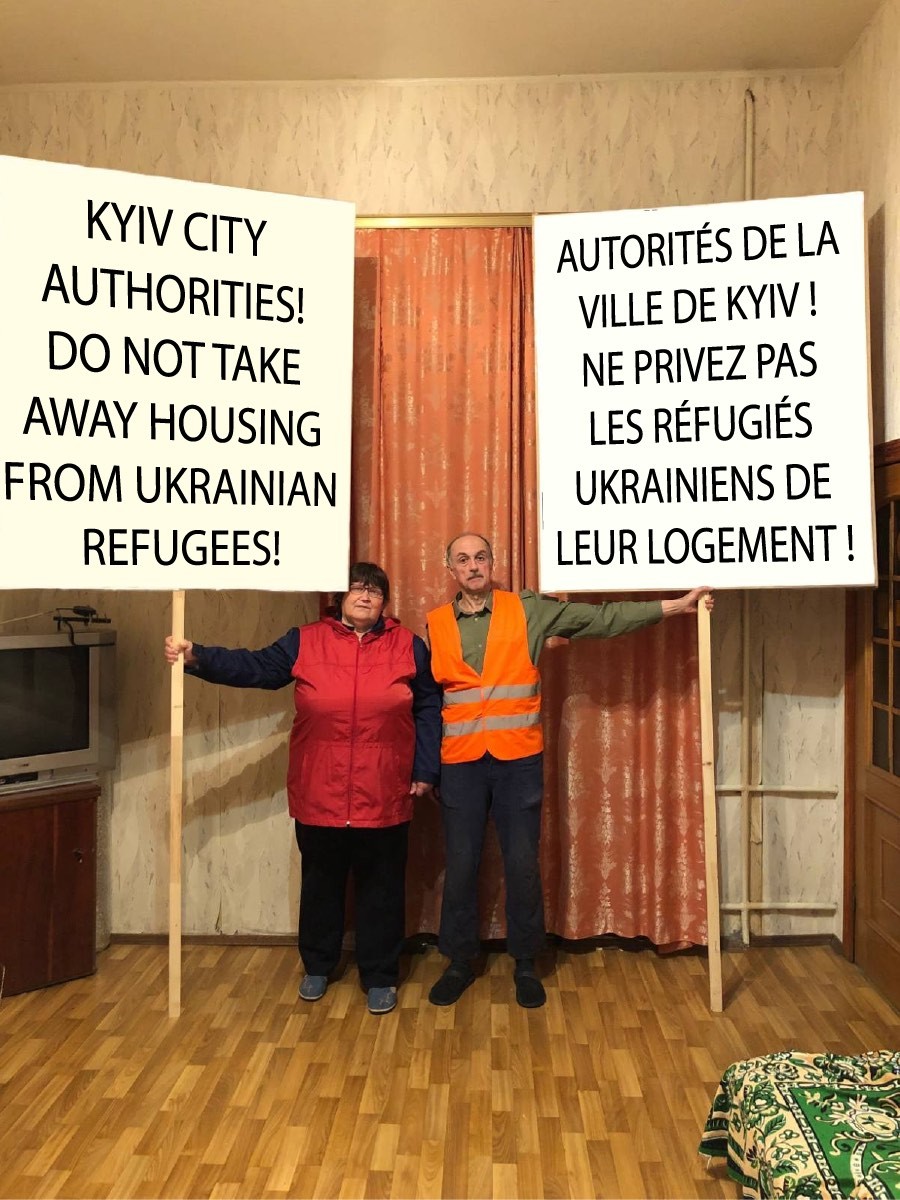 KYIV CITY
AUTHORITIES!
DO NOT TAKE
AWAY HOUSING
FROM UKRAINIAN
REFUGEES!
AUTORITÉS DE LA
VILLE DE KYIV !
NE PRIVEZ PAS
LES RÉFUGIÉS
UKRAINIENS DE
LEUR LOGEMENT !